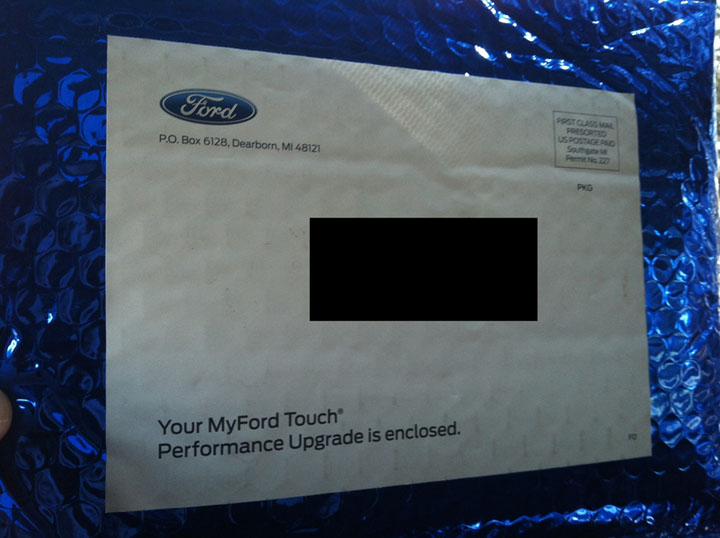 Ford
P.O. Box 6128, Dearborn, MI 48121
FIRST CLASS MAIL
PRESORTED
US POSTAGE PAID
Southgate MI
Permit No. 227
PKG
Your MyFord Touch®
Performance Upgrade is enclosed.